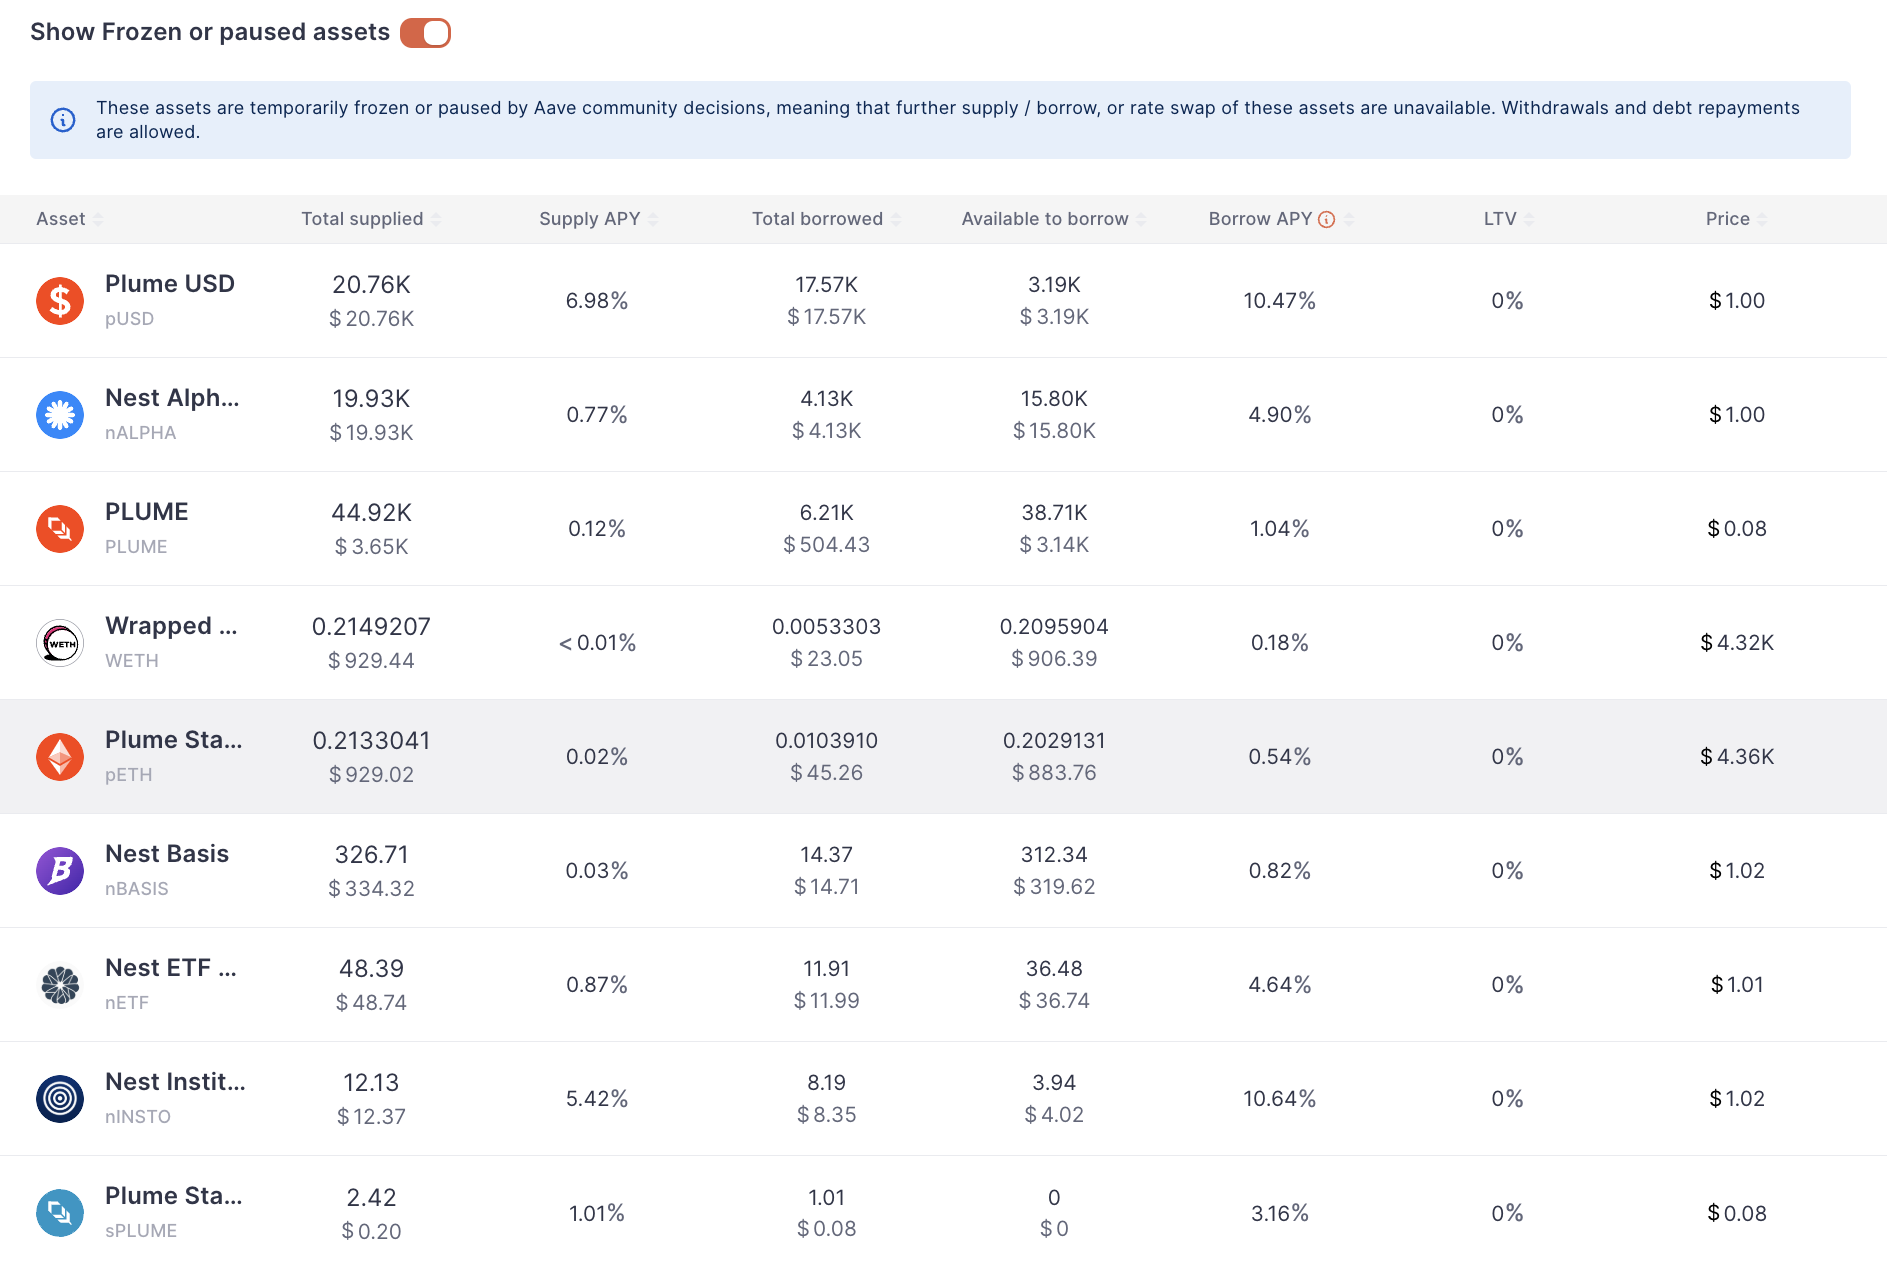 Show Frozen or paused assets
These assets are temporarily frozen or paused by Aave community decisions, meaning that further supply / borrow, or rate swap of these assets are unavailable. Withdrawals and debt repayments
are allowed.
Asset Total supplied Supply APY Total borrowed Available to borrow Borrow APY LTV Price
Plume USD 20.76K 17.57K 3.19K
6.98% 10.47% 0% $ 1.00
pUSD $ 20.76K $ 17.57K $ 3.19K
Nest Alph... 19.93K 4.13K 15.80K
0.77% 4.90% 0% $ 1.00
nALPHA $ 19.93K $ 4.13K $ 15.80K
PLUME 44.92K 6.21K 38.71K
0.12% 1.04% 0% $ 0.08
PLUME $ 3.65K $ 504.43 $ 3.14K
Wrapped ... 0.2149207 0.0053303 0.2095904
WETH < 0.01% 0.18% 0% $ 4.32K
WETH $ 929.44 $ 23.05 $ 906.39
Plume Sta... 0.2133041 0.0103910 0.2029131
0.02% 0.54% 0% $ 4.36K
pETH $ 929.02 $ 45.26 $ 883.76
Nest Basis 326.71 14.37 312.34
B 0.03% 0.82% 0% $ 1.02
nBASIS $ 334.32 $ 14.71 $ 319.62
Nest ETF ... 48.39 11.91 36.48
0.87% 4.64% 0% $ 1.01
nETF $ 48.74 $ 11.99 $ 36.74
Nest Instit... 12.13 8.19 3.94
5.42% 10.64% 0% $ 1.02
nINSTO $ 12.37 $ 8.35 $ 4.02
Plume Sta... 2.42 1.01 0
1.01% 3.16% 0% $ 0.08
sPLUME $ 0.20 $ 0.08 $ 0